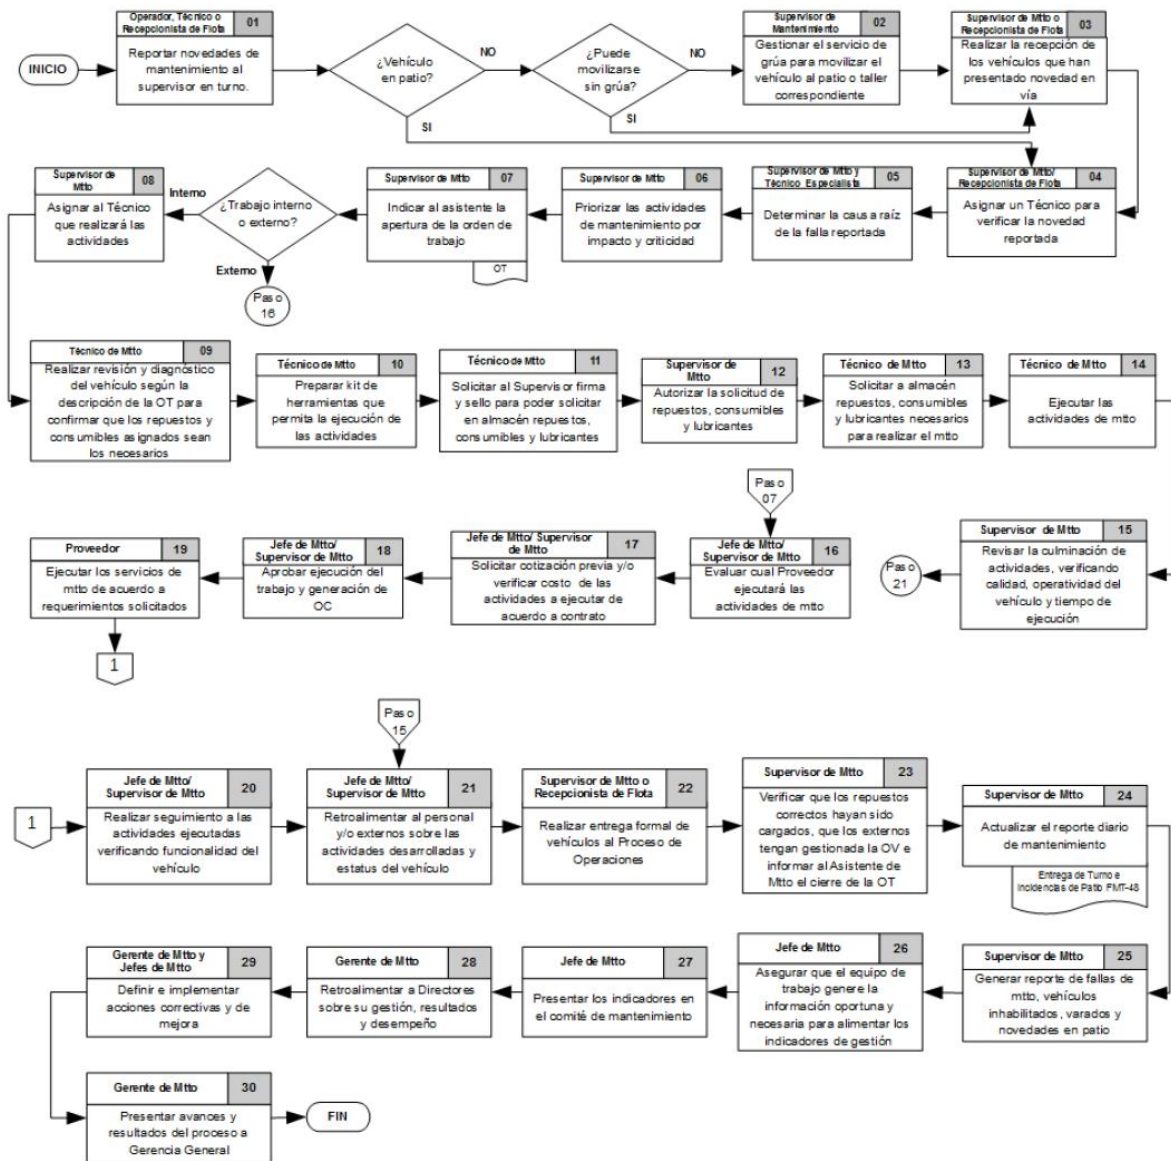 INICIO
Operador, Técnico o
Recepcionista de Flota
01
Reportar novedades de
mantenimiento al
supervisor en turno.
¿Vehículo
en patio?
NO
SI
¿Puede
movilizarse
sin grúa?
NO
SI
Supervisor de
Mantenimiento
02
Gestionar el servicio de
grúa para movilizar el
vehículo al patio o taller
correspondiente
Supervisor de Mtto o
Recepcionista de Flota
03
Realizar la recepción de
los vehículos que han
presentado novedad en
vía
Supervisor de Mtto/
Recepcionista de Flota
04
Asignar un Técnico para
verificar la novedad
reportada
Supervisor de Mtto y
Técnico Especialista
05
Determinar la causa raíz
de la falla reportada
Supervisor de Mtto
06
Priorizar las actividades
de mantenimiento por
impacto y criticidad
Supervisor de Mtto
07
Indicar al asistente la
apertura de la orden de
trabajo
OT
¿Trabajo interno
o externo?
Interno
Externo
Paso
16
Supervisor de
Mtto
08
Asignar al Técnico
que realizará las
actividades
Técnico de Mtto
09
Realizar revisión y diagnóstico
del vehículo según la
descripción de la OT para
confirmar que los repuestos y
consumibles asignados sean
los necesarios
Técnico de Mtto
10
Preparar kit de
herramientas que
permita la ejecución de
las actividades
Técnico de Mtto
11
Solicitar al Supervisor firma
y sello para poder solicitar
en almacén repuestos,
consumibles y lubricantes
Supervisor de
Mtto
12
Autorizar la solicitud de
repuestos, consumibles
y lubricantes
Técnico de Mtto
13
Solicitar a almacén
repuestos, consumibles
y lubricantes necesarios
para realizar el mtto
Técnico de Mtto
14
Ejecutar las
actividades de mtto
Supervisor de Mtto
15
Revisar la culminación de
actividades, verificando
calidad, operatividad del
vehículo y tiempo de
ejecución
Paso
21
Paso
07
Jefe de Mtto/
Supervisor de Mtto
16
Evaluar cual Proveedor
ejecutará las
actividades de mtto
Jefe de Mtto/ Supervisor
de Mtto
17
Solicitar cotización previa y/o
verificar costo de las
actividades a ejecutar de
acuerdo a contrato
Jefe de Mtto/
Supervisor de Mtto
18
Aprobar ejecución del
trabajo y generación de
OC
Proveedor
19
Ejecutar los servicios de
mtto de acuerdo a
requerimientos solicitados
1
1
Jefe de Mtto/
Supervisor de Mtto
20
Realizar seguimiento a las
actividades ejecutadas
verificando funcionalidad del
vehículo
Paso
15
Jefe de Mtto/
Supervisor de Mtto
21
Retroalimentar al personal
y/o externos sobre las
actividades desarrolladas y
estatus del vehículo
Supervisor de Mtto o
Recepcionista de Flota
22
Realizar entrega formal de
vehículos al Proceso de
Operaciones
Supervisor de Mtto
23
Verificar que los repuestos
correctos hayan sido
cargados, que los externos
tengan gestionada la OV e
informar al Asistente de
Mtto el cierre de la OT
Supervisor de Mtto
24
Actualizar el reporte diario
de mantenimiento
Entrega de Turno e
Incidencias de Patio FMT-48
Supervisor de Mtto
25
Generar reporte de fallas de
mtto, vehículos
inhabilitados, varados y
novedades en patio
Jefe de Mtto
26
Asegurar que el equipo de
trabajo genere la
información oportuna y
necesaria para alimentar los
indicadores de gestión
Jefe de Mtto
27
Presentar los indicadores en
el comité de mantenimiento
Gerente de Mtto
28
Retroalimentar a Directores
sobre su gestión, resultados
y desempeño
Gerente de Mtto y
Jefes de Mtto
29
Definir e implementar
acciones correctivas y de
mejora
Gerente de Mtto
30
Presentar avances y
resultados del proceso a
Gerencia General
FIN